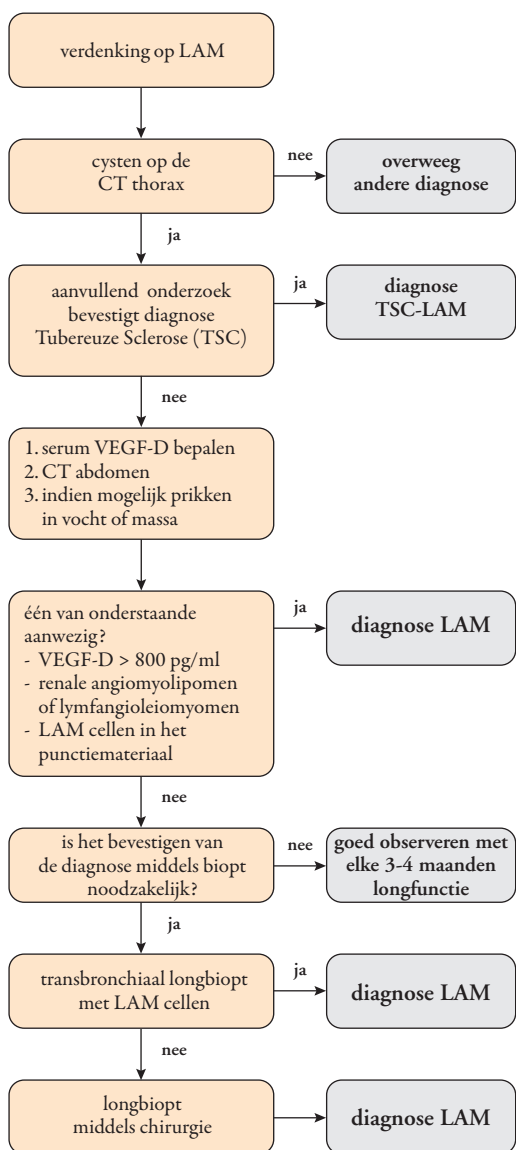 verdenking op LAM
cysten op de
CT thorax
nee
overweeg
andere diagnose
ja
aanvullend onderzoek
bevestigt diagnose
Tubereuze Sclerose (TSC)
ja
diagnose
TSC-LAM
nee
1. serum VEGF-D bepalen
2. CT abdomen
3. indien mogelijk prikken
in vocht of massa
één van onderstaande
aanwezig?
- VEGF-D > 800 pg/ml
- renale angiomyolipomen
of lymfangioleiomyomen
- LAM cellen in het
punctiemateriaal
ja
diagnose LAM
nee
is het bevestigen van
de diagnose middels biopt
noodzakelijk?
nee
goed observeren met
elke 3-4 maanden
longfunctie
ja
transbronchiaal longbiopt
met LAM cellen
ja
diagnose LAM
nee
longbiopt
middels chirurgie
diagnose LAM